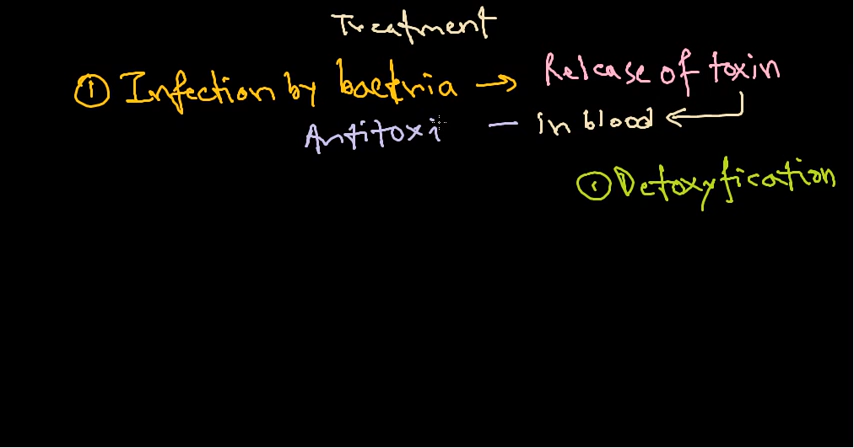 Treatment
① Infection by bacteria → Release of toxin
Antitoxi — in blood ←
① Detoxyfication